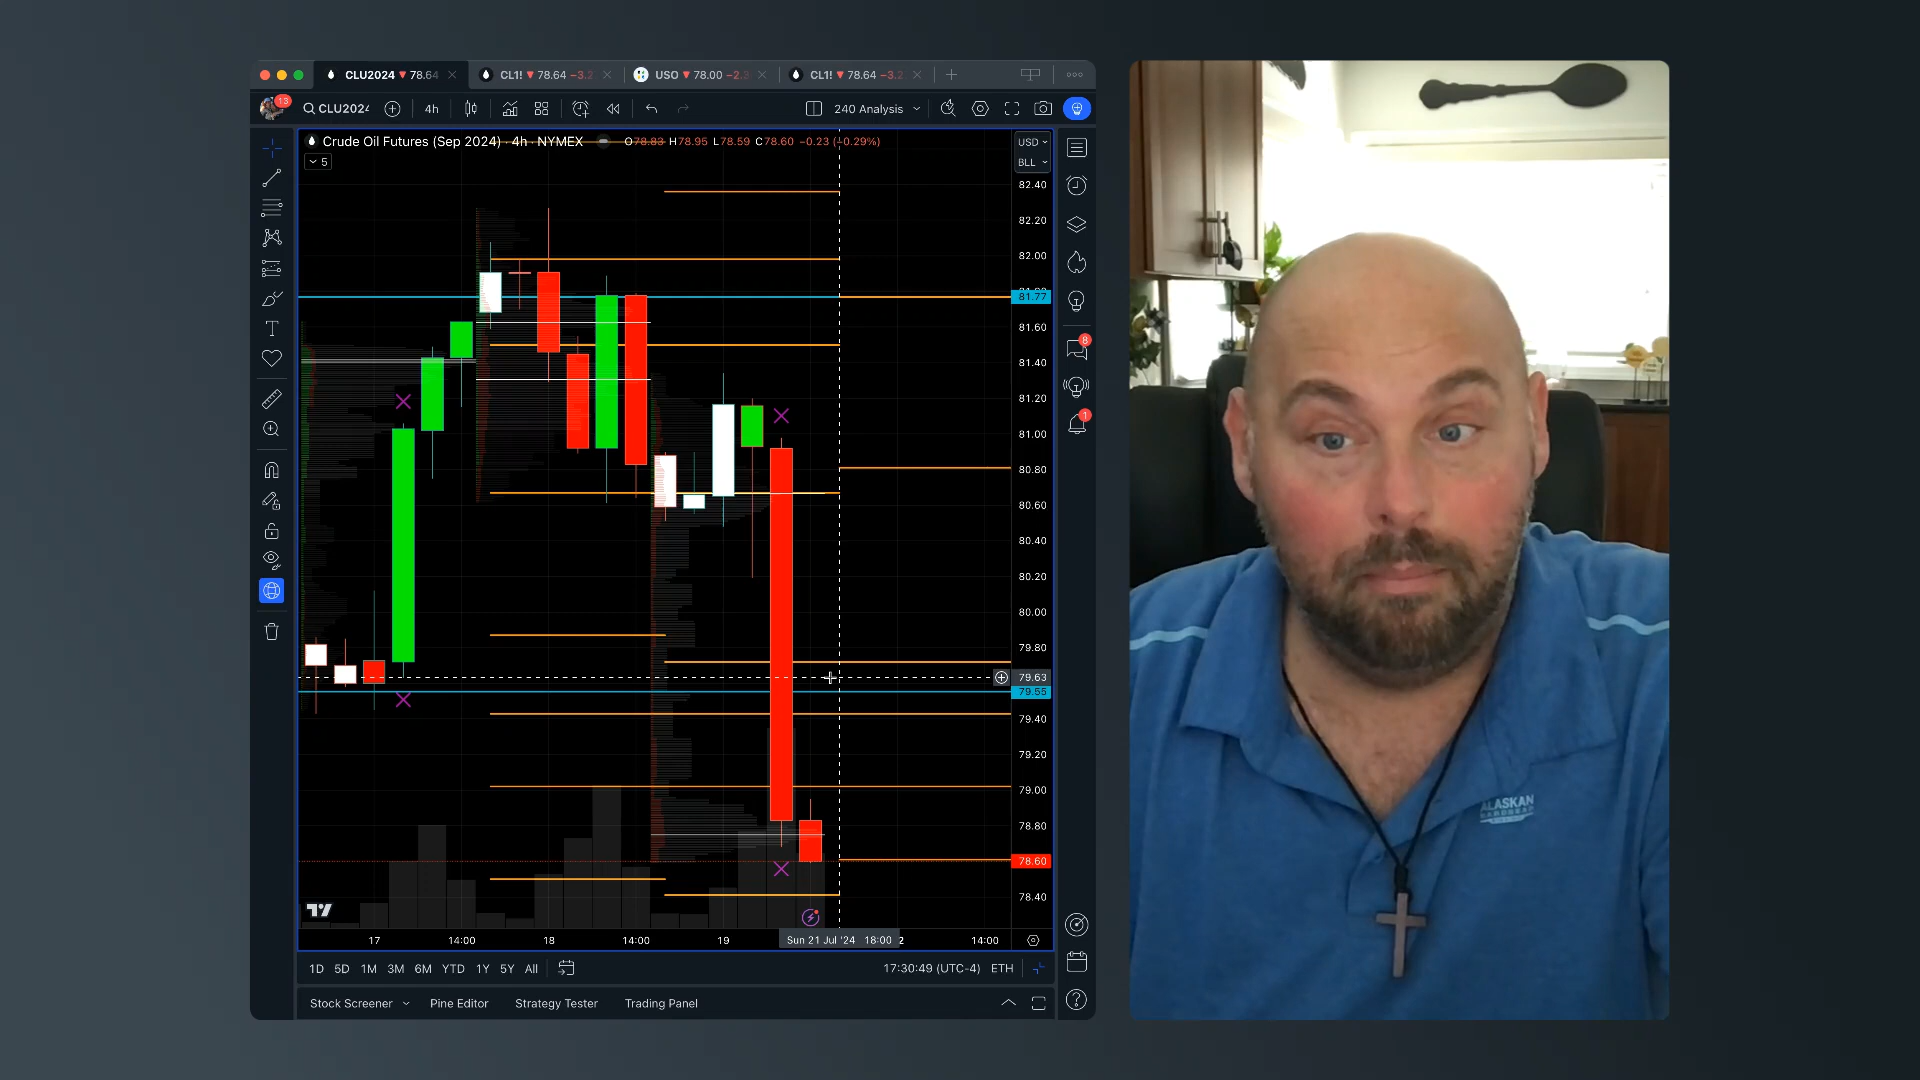 CLU2024 ▼ 78.64
CL1! ▼ 78.64 −3.2
USO ▼ 78.00 −2.3
CL1! ▼ 78.64 −3.2
13
CLU2024
4h
240 Analysis
Crude Oil Futures (Sep 2024) · 4h · NYMEX
O78.83 H78.95 L78.59 C78.60 −0.23 (−0.29%)
USD
5
BLL
82.40
82.20
82.00
81.77
81.60
81.40
81.20
81.00
80.80
80.60
80.40
80.20
80.00
79.80
79.63
79.55
79.40
79.20
79.00
78.80
78.60
78.40
8
1
17
14:00
18
14:00
19
Sun 21 Jul '24 18:00
2
14:00
1D 5D 1M 3M 6M YTD 1Y 5Y All
17:30:49 (UTC-4) ETH
Stock Screener Pine Editor Strategy Tester Trading Panel
ALASKAN